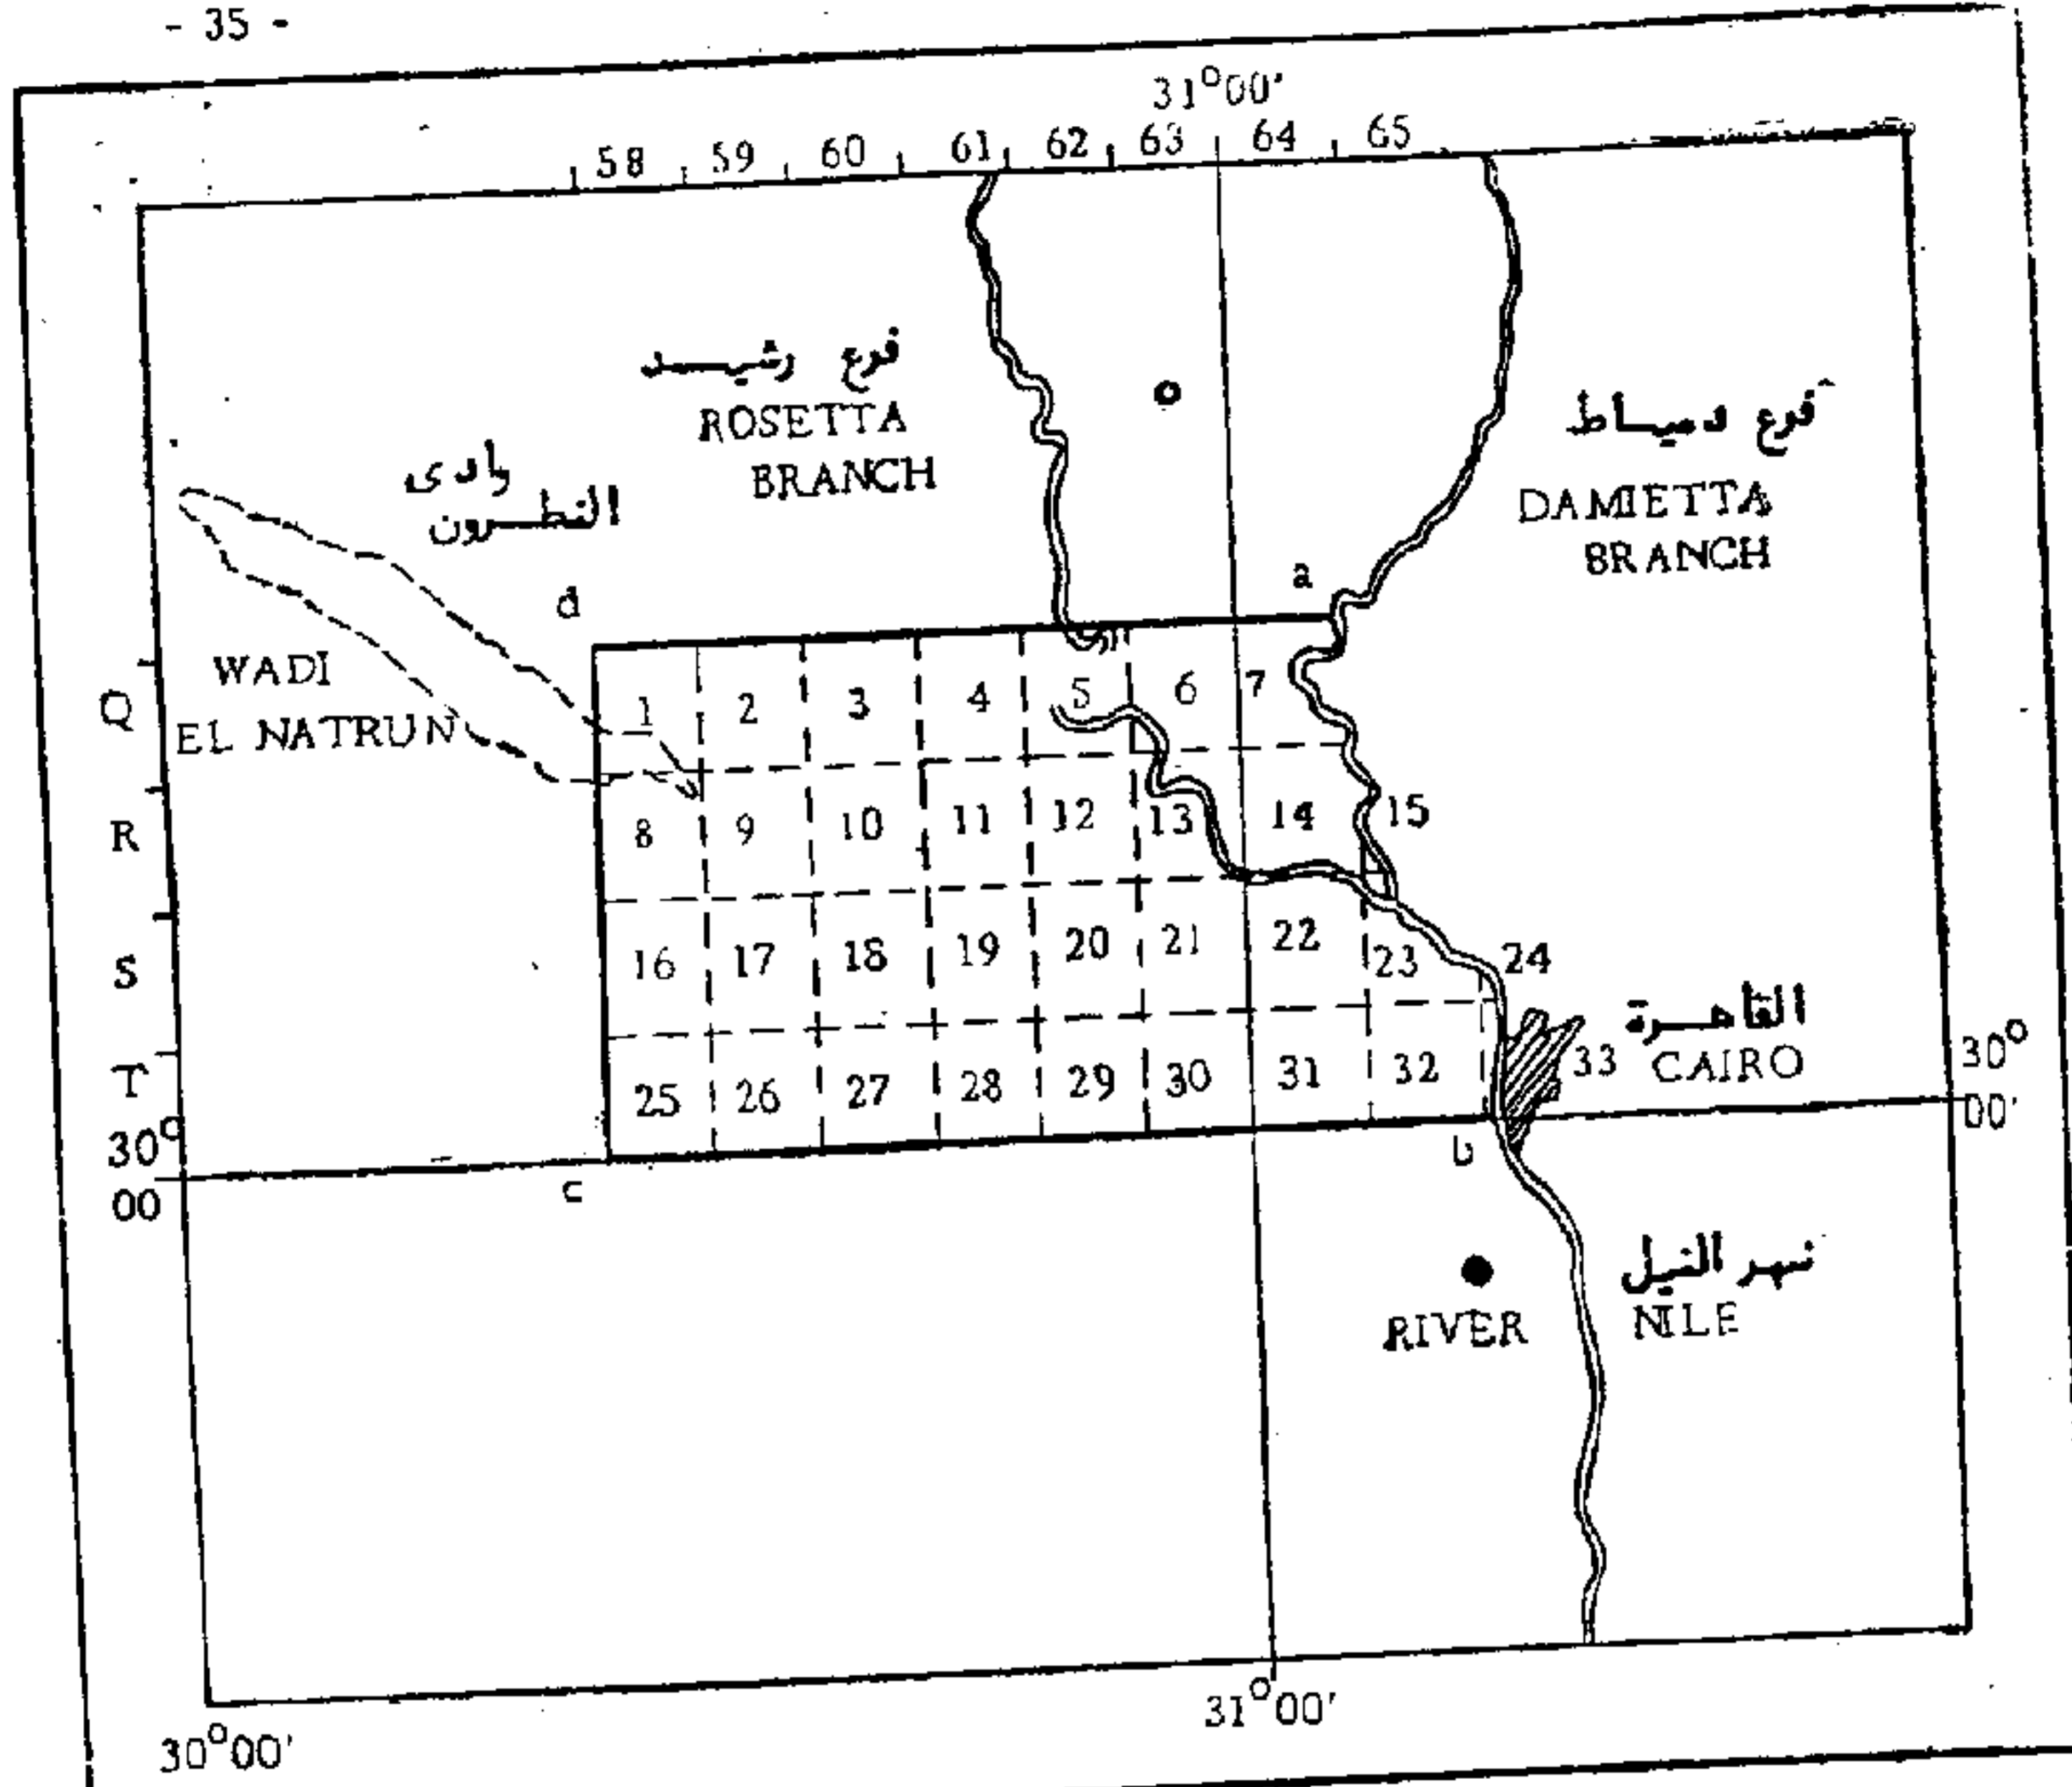 - 35 -
31°00'
58 59 60 61 62 63 64 65
فرع رشيد
ROSETTA
BRANCH
فرع دمياط
DAMIETTA
BRANCH
وادى
النطرون
WADI
EL NATRUN
d
a
Q
1 2 3 4 5 6 7
R
8 9 10 11 12 13 14 15
S
16 17 18 19 20 21 22 23 24
القاهرة
CAIRO
T
25 26 27 28 29 30 31 32 33
30°
00
30°
00'
c
b
نهر النيل
RIVER NILE
31°00'
30°00'